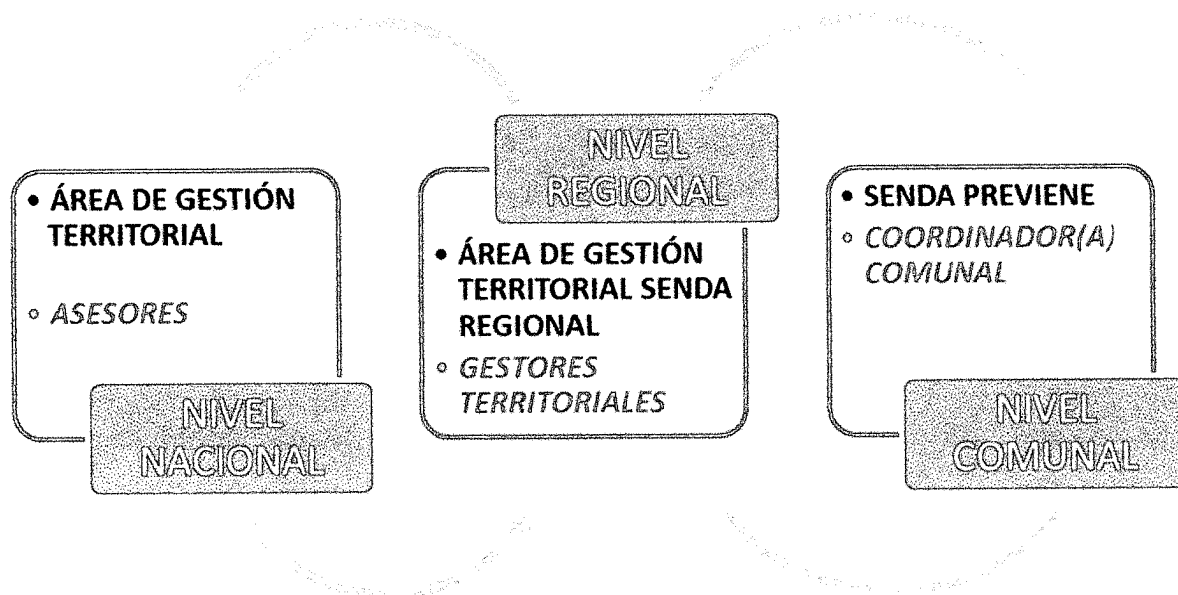 • ÁREA DE GESTIÓN
TERRITORIAL
◦ ASESORES
NIVEL
NACIONAL
NIVEL
REGIONAL
• ÁREA DE GESTIÓN
TERRITORIAL SENDA
REGIONAL
◦ GESTORES
TERRITORIALES
• SENDA PREVIENE
◦ COORDINADOR(A)
COMUNAL
NIVEL
COMUNAL